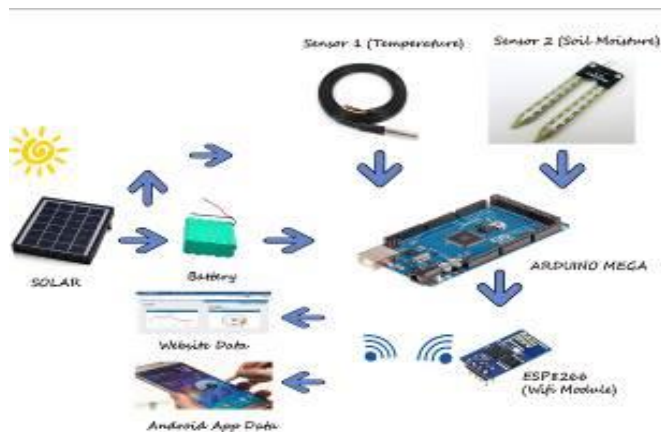 Sensor 1 (Temperature)
Sensor 2 (Soil Moisture)
SOLAR
Battery
ARDUINO MEGA
Website Data
ESP8266
(Wifi Module)
Android App Data